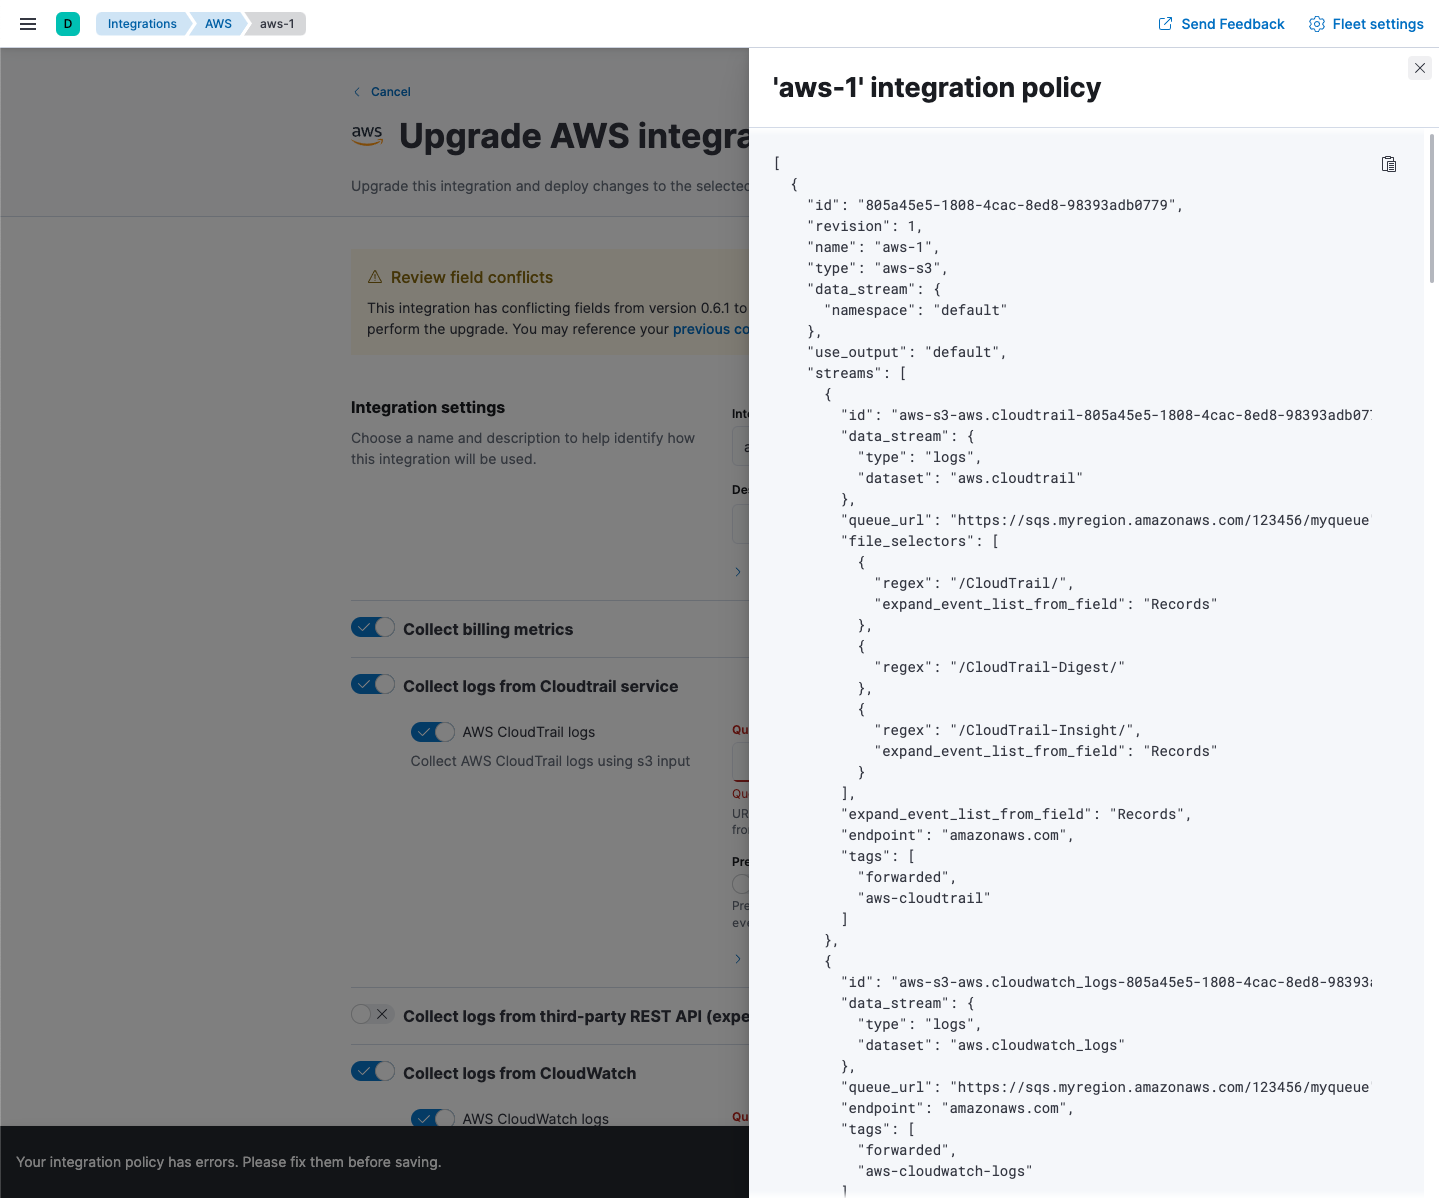 D
Integrations
AWS
aws-1
Send Feedback
Fleet settings
Cancel
aws
Upgrade AWS integra
Upgrade this integration and deploy changes to the selected
Review field conflicts
This integration has conflicting fields from version 0.6.1 to
perform the upgrade. You may reference your previous co
Integration settings
Choose a name and description to help identify how
this integration will be used.
Inte
a
Des
Collect billing metrics
Collect logs from Cloudtrail service
AWS CloudTrail logs
Collect AWS CloudTrail logs using s3 input
Qu
Que
UR
fro
Pre
Pre
eve
Collect logs from third-party REST API (expe
Collect logs from CloudWatch
AWS CloudWatch logs
Qu
Your integration policy has errors. Please fix them before saving.
'aws-1' integration policy
[
{
"id": "805a45e5-1808-4cac-8ed8-98393adb0779",
"revision": 1,
"name": "aws-1",
"type": "aws-s3",
"data_stream": {
"namespace": "default"
},
"use_output": "default",
"streams": [
{
"id": "aws-s3-aws.cloudtrail-805a45e5-1808-4cac-8ed8-98393adb077
"data_stream": {
"type": "logs",
"dataset": "aws.cloudtrail"
},
"queue_url": "https://sqs.myregion.amazonaws.com/123456/myqueue"
"file_selectors": [
{
"regex": "/CloudTrail/",
"expand_event_list_from_field": "Records"
},
{
"regex": "/CloudTrail-Digest/"
},
{
"regex": "/CloudTrail-Insight/",
"expand_event_list_from_field": "Records"
}
],
"expand_event_list_from_field": "Records",
"endpoint": "amazonaws.com",
"tags": [
"forwarded",
"aws-cloudtrail"
]
},
{
"id": "aws-s3-aws.cloudwatch_logs-805a45e5-1808-4cac-8ed8-98393a
"data_stream": {
"type": "logs",
"dataset": "aws.cloudwatch_logs"
},
"queue_url": "https://sqs.myregion.amazonaws.com/123456/myqueue"
"endpoint": "amazonaws.com",
"tags": [
"forwarded",
"aws-cloudwatch-logs"
]